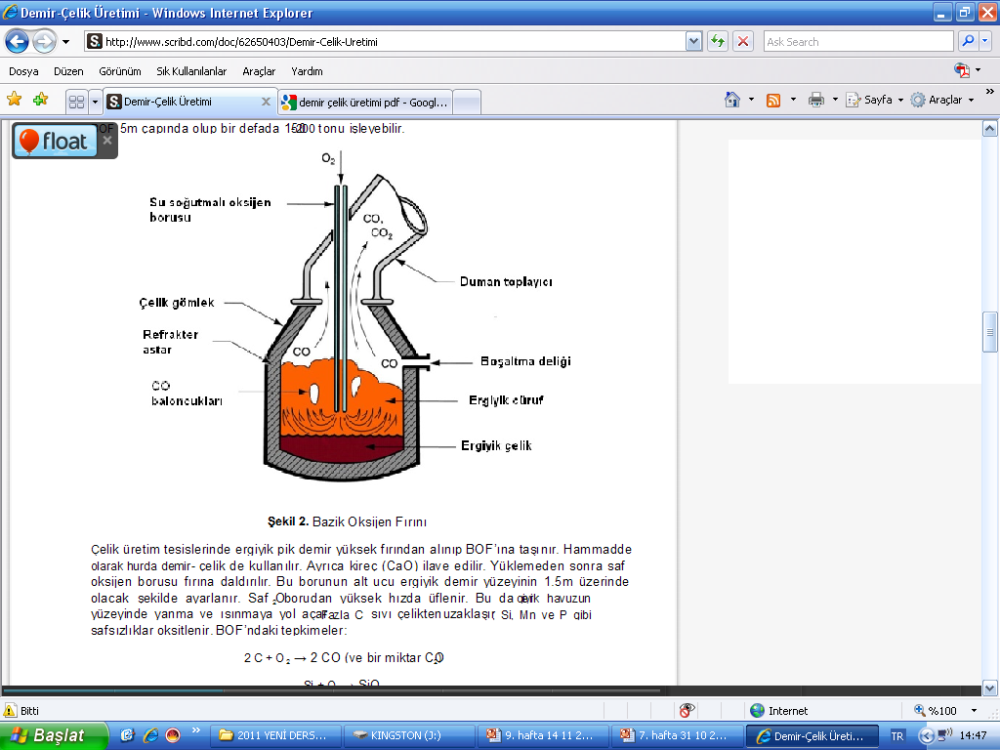 Demir-Çelik Üretimi - Windows Internet Explorer
http://www.scribd.com/doc/62650403/Demir-Celik-Uretimi
Ask Search
Dosya Düzen Görünüm Sık Kullanılanlar Araçlar Yardım
Demir-Çelik Üretimi
demir çelik üretimi pdf - Googl...
Sayfa Araçlar
float
BOF 5m çapında olup bir defada tonu işleyebilir.
O2
Su soğutmalı oksijen
borusu
CO,
CO2
Duman toplayıcı
Çelik gömlek
Refrakter
astar
CO
CO
Boşaltma deliği
CO
baloncukları
Ergiyik cüruf
Ergiyik çelik
Şekil 2. Bazik Oksijen Fırını
Çelik üretim tesislerinde ergiyik pik demir yüksek fırından alınıp BOF'ına taşınır. Hammadde
olarak hurda demir- çelik de kullanılır. Ayrıca kireç (CaO) ilave edilir. Yüklemeden sonra saf
oksijen borusu fırına daldırılır. Bu borunun alt ucu ergiyik demir yüzeyinin 1.5m üzerinde
olacak şekilde ayarlanır. Saf O2 borudan yüksek hızda üflenir. Bu da havuzun
yüzeyinde yanma ve ısınmaya yol açar. Fazla C sıvı çelikten uzaklaşır, Si, Mn ve P gibi
safsızlıklar oksitlenir. BOF'ndaki tepkimeler:
2 C + O2 → 2 CO (ve bir miktar CO2)
Si + O2 → SiO
Bitti
Internet
%100
Başlat
2011 YENİ DERS...
KINGSTON (J:)
9. hafta 14 11 2...
7. hafta 31 10 2...
Demir-Çelik Üreti...
TR
14:47